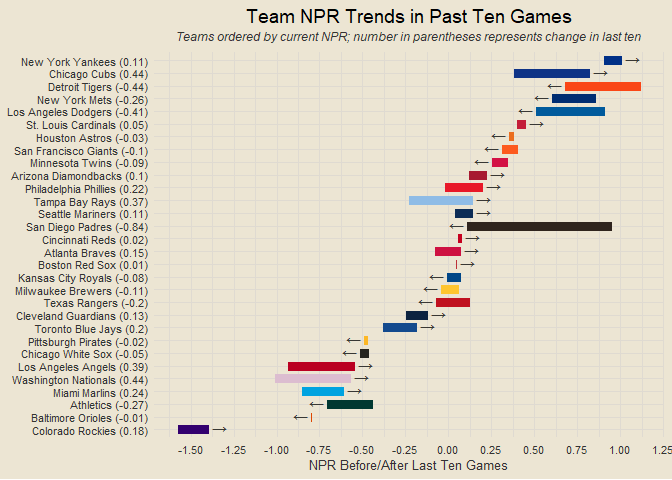 Team NPR Trends in Past Ten Games
Teams ordered by current NPR; number in parentheses represents change in last ten
New York Yankees (0.11)
Chicago Cubs (0.44)
Detroit Tigers (-0.44)
New York Mets (-0.26)
Los Angeles Dodgers (-0.41)
St. Louis Cardinals (0.05)
Houston Astros (-0.03)
San Francisco Giants (-0.1)
Minnesota Twins (-0.09)
Arizona Diamondbacks (0.1)
Philadelphia Phillies (0.22)
Tampa Bay Rays (0.37)
Seattle Mariners (0.11)
San Diego Padres (-0.84)
Cincinnati Reds (0.02)
Atlanta Braves (0.15)
Boston Red Sox (0.01)
Kansas City Royals (-0.08)
Milwaukee Brewers (-0.11)
Texas Rangers (-0.2)
Cleveland Guardians (0.13)
Toronto Blue Jays (0.2)
Pittsburgh Pirates (-0.02)
Chicago White Sox (-0.05)
Los Angeles Angels (0.39)
Washington Nationals (0.44)
Miami Marlins (0.24)
Athletics (-0.27)
Baltimore Orioles (-0.01)
Colorado Rockies (0.18)
-1.50 -1.25 -1.00 -0.75 -0.50 -0.25 0.00 0.25 0.50 0.75 1.00 1.25
NPR Before/After Last Ten Games